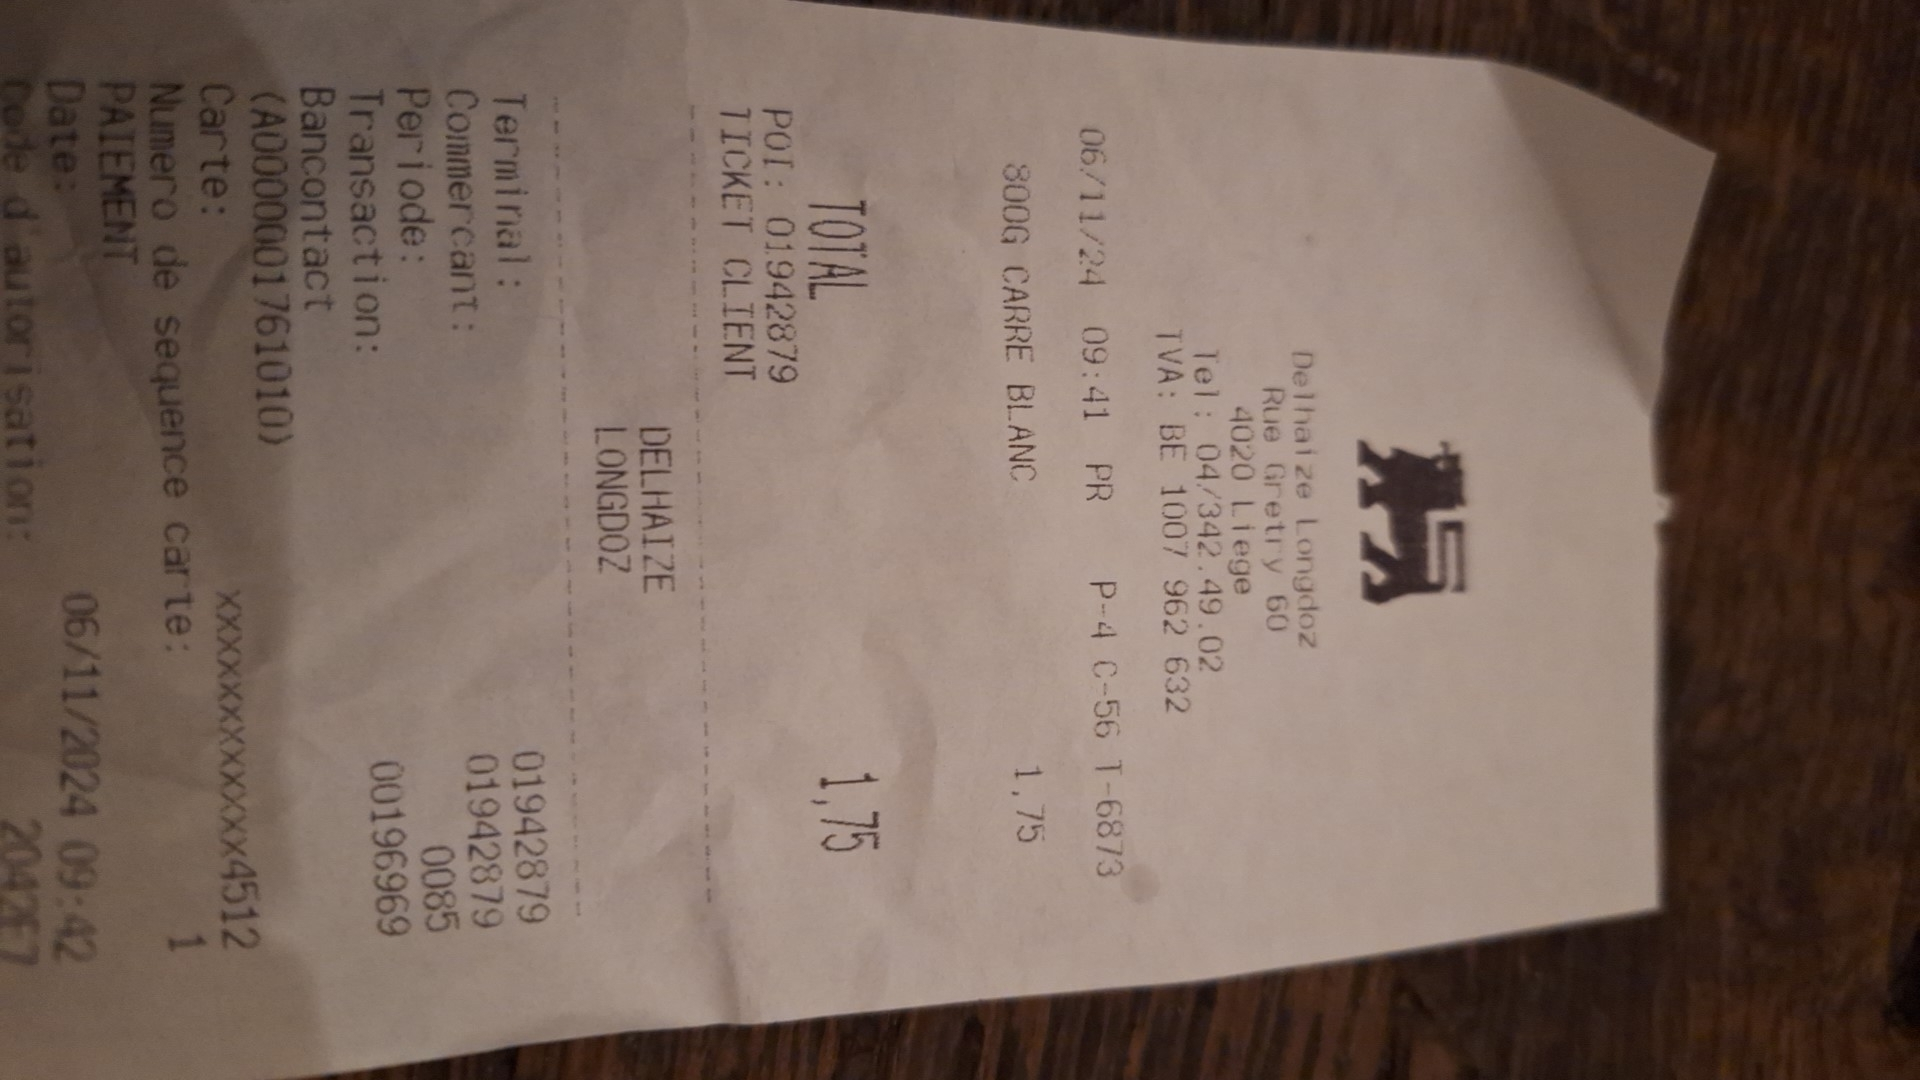 Delhaize Longdoz
Rue Gretry 60
4020 Liege
Tel: 04/342.49.02
TVA: BE 1007 962 632
06/11/24 09:41 PR P-4 C-56 T-6873
800G CARRE BLANC 1,75
TOTAL 1,75
POI: 01942879
TICKET CLIENT
DELHAIZE
LONGDOZ
Terminal: 01942879
Commercant: 01942879
Periode: 0085
Transaction: 00196969
Bancontact
(A0000001761010)
Carte: xxxxxxxxxxxxx4512
Numero de sequence carte: 1
PAIEMENT
Date: 06/11/2024 09:42
Code d'autorisation: 2042E7